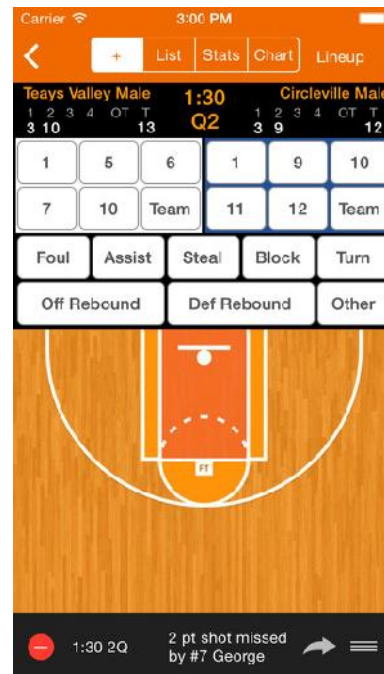 Carrier 3:00 PM
+ List Stats Chart Lineup
Teays Valley Male 1:30 Circleville Male
1 2 3 4 OT T Q2 1 2 3 4 OT T
3 10 13 3 9 12
1 5 6 1 9 10
7 10 Team 11 12 Team
Foul Assist Steal Block Turn
Off Rebound Def Rebound Other
FT
1:30 2Q 2 pt shot missed
by #7 George